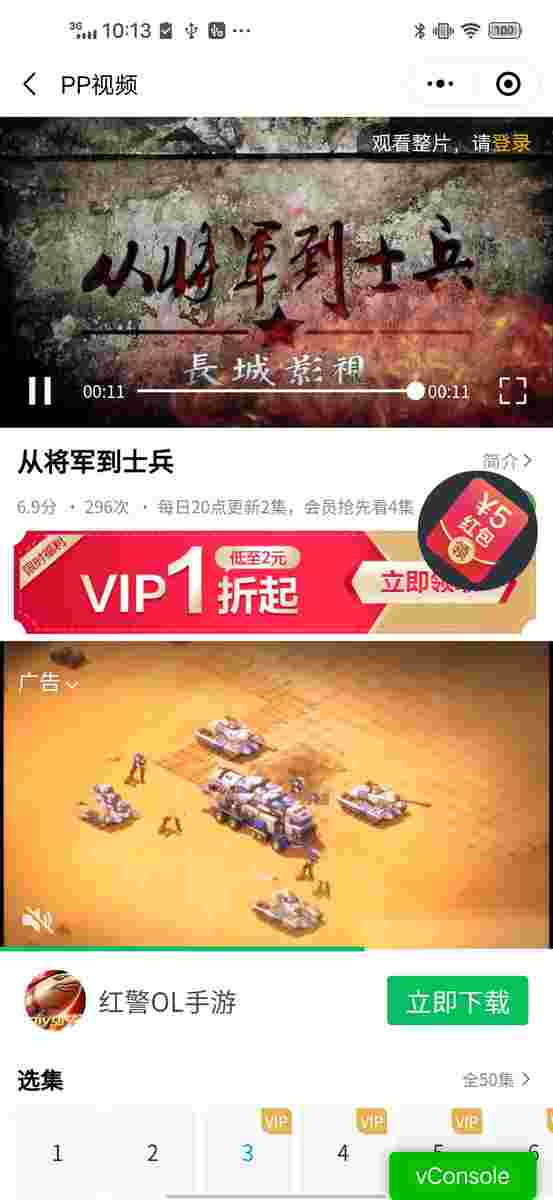 3G 10:13 ··· 100
PP视频
观看整片，请登录
从将軍到士兵
長城影視
00:11 00:11
从将军到士兵 简介
6.9分 · 296次 · 每日20点更新2集，会员抢先看4集
¥5
红包
领
限时福利
VIP1折起
低至2元
立即领
广告
红警OL手游 立即下载
选集 全50集
VIP VIP VIP
1 2 3 4 5 6
vConsole